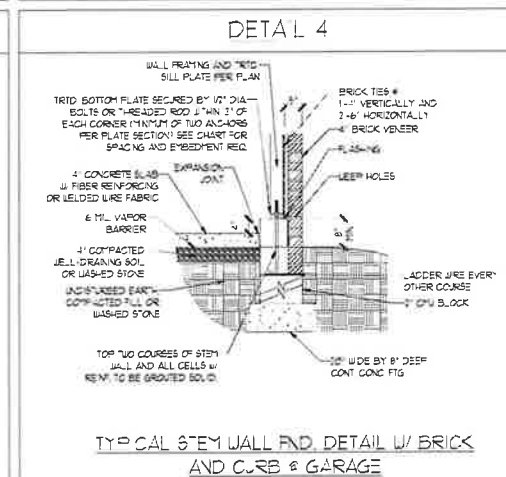 DETAIL 4
WALL FRAMING AND TRTD
SILL PLATE PER PLAN
TRTD BOTTOM PLATE SECURED BY 1/2" DIA
BOLTS OR THREADED ROD WITHIN OF
EACH CORNER (MINIMUM OF TWO ANCHORS
PER PLATE SECTION) SEE CHART FOR
SPACING AND EMBEDMENT REQ.
BRICK TIES @
VERTICALLY AND
HORIZONTALLY
4" BRICK VENEER
FLASHING
WEEP HOLES
4" CONCRETE SLAB
W/ FIBER REINFORCING
OR WELDED WIRE FABRIC
EXPANSION
JOINT
2"
8"
6 MIL VAPOR
BARRIER
4" COMPACTED
WELL-DRAINING SOIL
OR WASHED STONE
UNDISTURBED EARTH
COMPACTED FILL OR
WASHED STONE
LADDER WIRE EVERY
OTHER COURSE
CMU BLOCK
TOP TWO COURSES OF STEM
WALL AND ALL CELLS W/
REINF. TO BE GROUTED SOLID.
WIDE BY 8" DEEP
CONT CONC FTG
TYPICAL STEM WALL FND. DETAIL W/ BRICK
AND CURB @ GARAGE